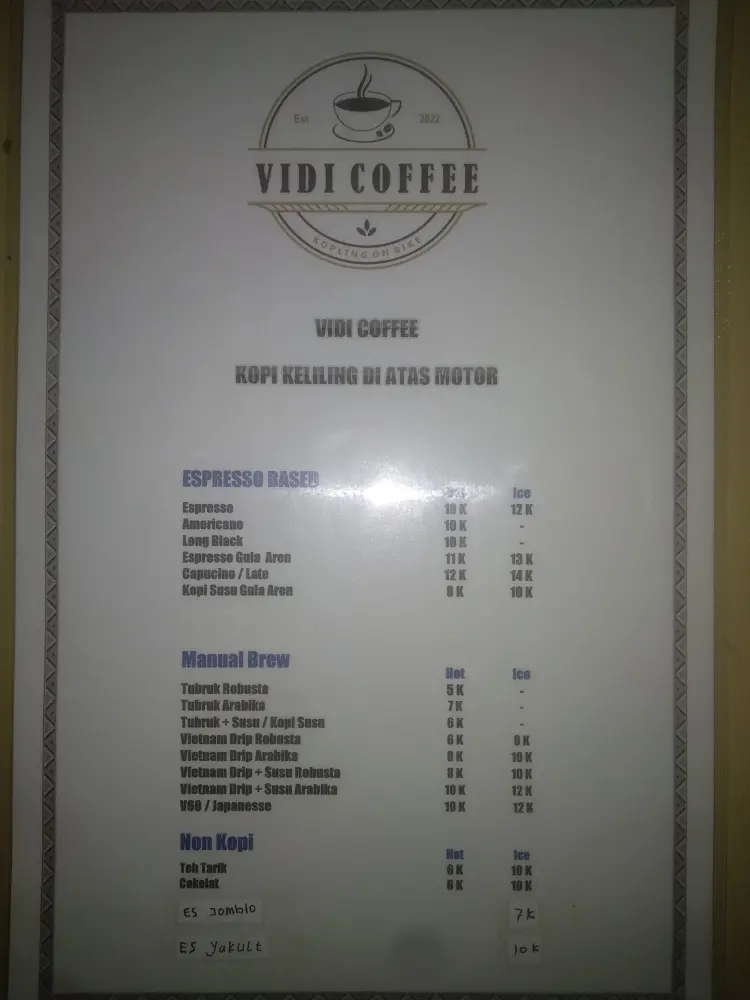 Est 2022
VIDI COFFEE
KOPLING ON BIKE
VIDI COFFEE
KOPI KELILING DI ATAS MOTOR
ESPRESSO BASED
Hot Ice
Espresso 10 K 12 K
Americano 10 K -
Long Black 10 K -
Espresso Gula Aren 11 K 13 K
Capucino / Late 12 K 14 K
Kopi Susu Gula Aren 8 K 10 K
Manual Brew
Hot Ice
Tubruk Robusta 5 K -
Tubruk Arabika 7 K -
Tubruk + Susu / Kopi Susu 6 K -
Vietnam Drip Robusta 6 K 8 K
Vietnam Drip Arabika 8 K 10 K
Vietnam Drip + Susu Robusta 8 K 10 K
Vietnam Drip + Susu Arabika 10 K 12 K
V60 / Japanesse 10 K 12 K
Non Kopi
Hot Ice
Teh Tarik 6 K 10 K
Cokelat 6 K 10 K
ES Jomblo 7K
ES Yakult 10K